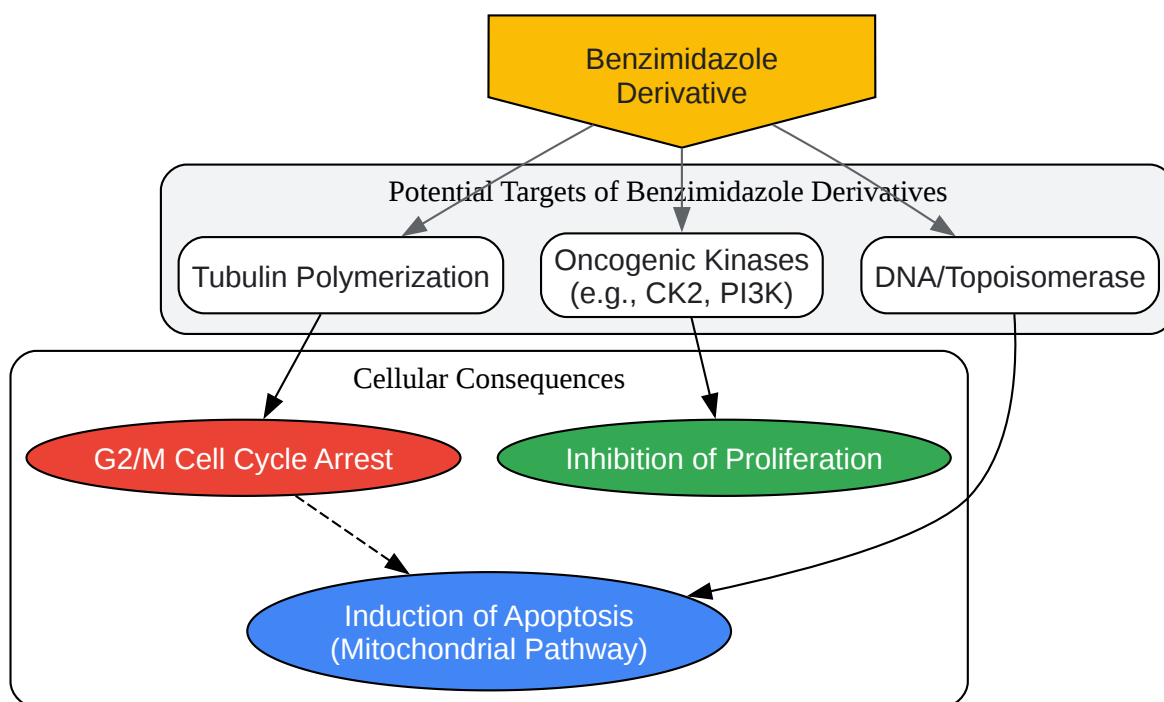 Benzimidazole
Derivative
Potential Targets of Benzimidazole Derivatives
Tubulin Polymerization
Oncogenic Kinases
(e.g., CK2, PI3K)
DNA/Topoisomerase
Cellular Consequences
G2/M Cell Cycle Arrest
Inhibition of Proliferation
Induction of Apoptosis
(Mitochondrial Pathway)